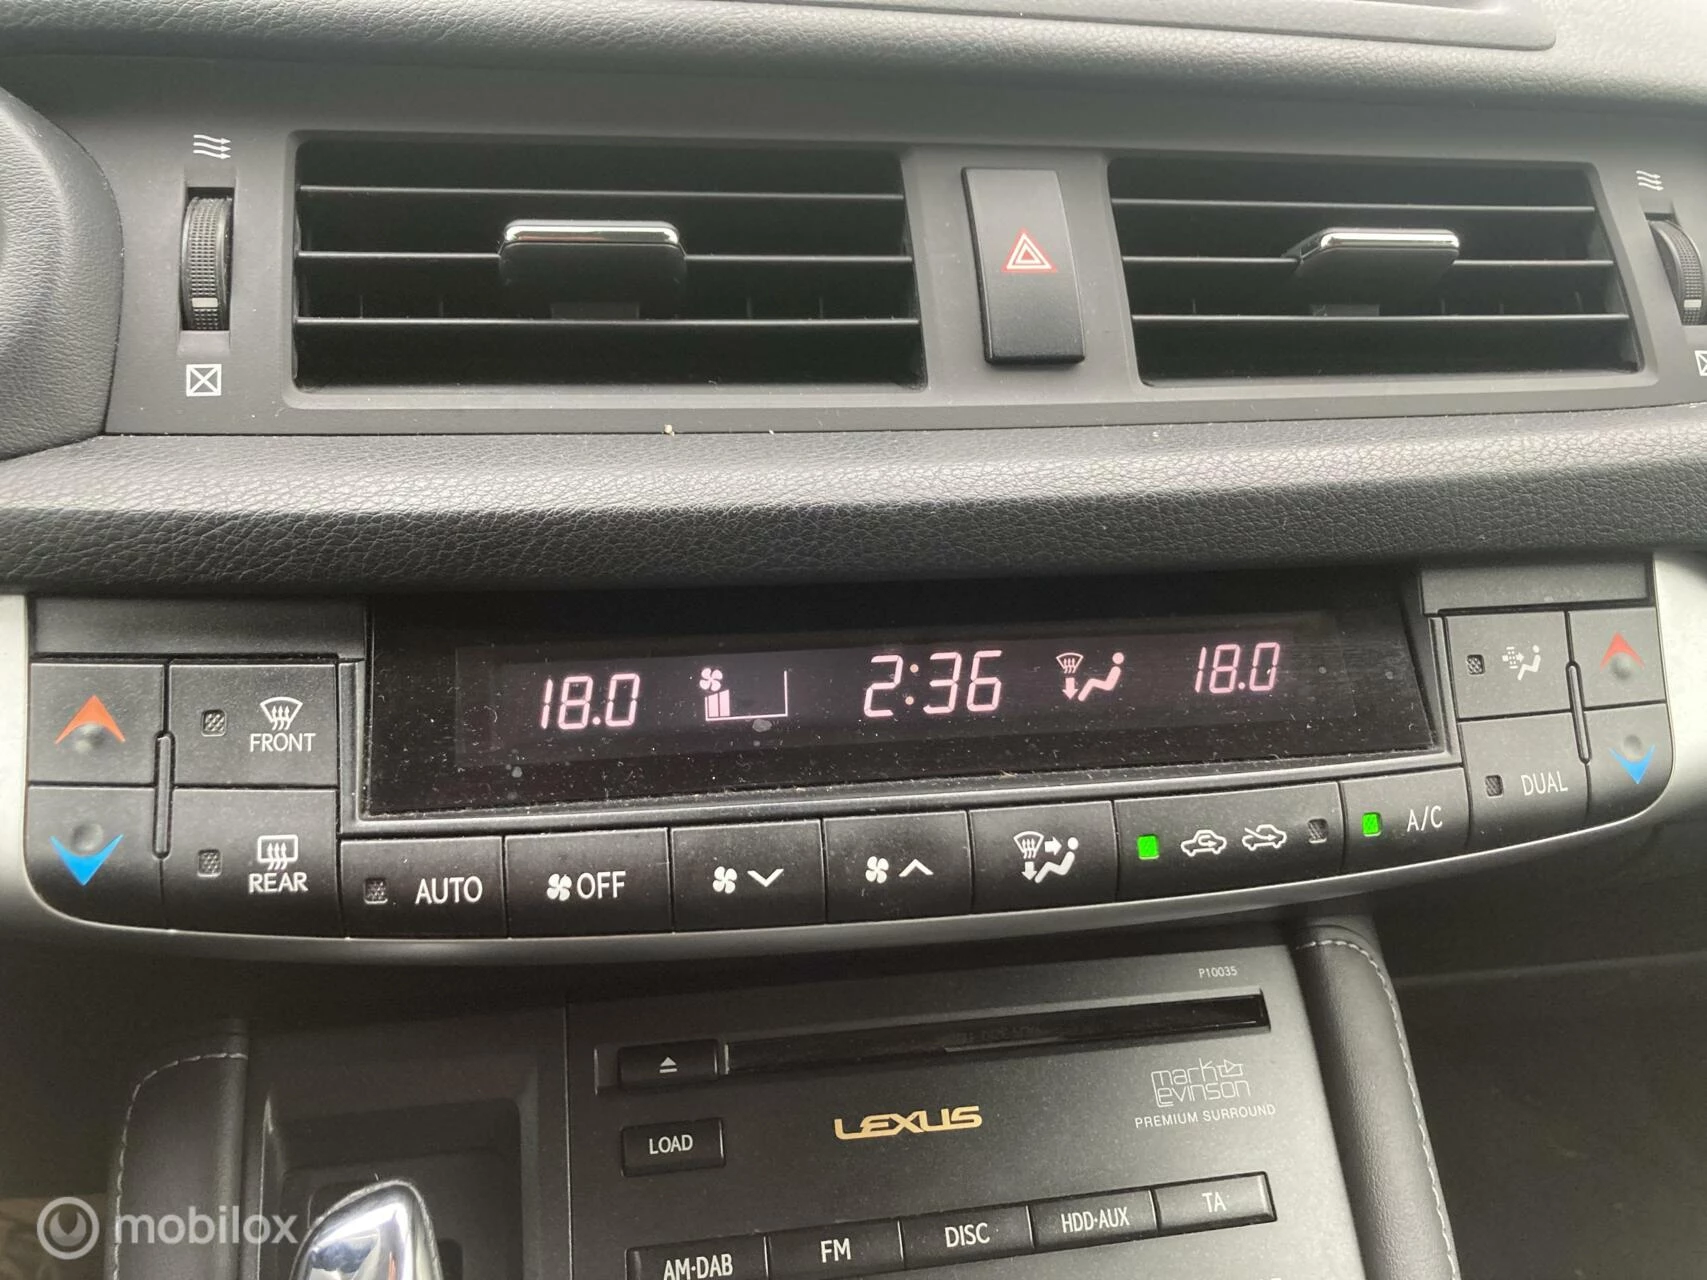 18.0 2:36 18.0
FRONT
REAR
AUTO
OFF
A/C
DUAL
P10035
mark levinson
PREMIUM SURROUND
LEXUS
LOAD
AM·DAB
FM
DISC
HDD·AUX
TA
mobilox